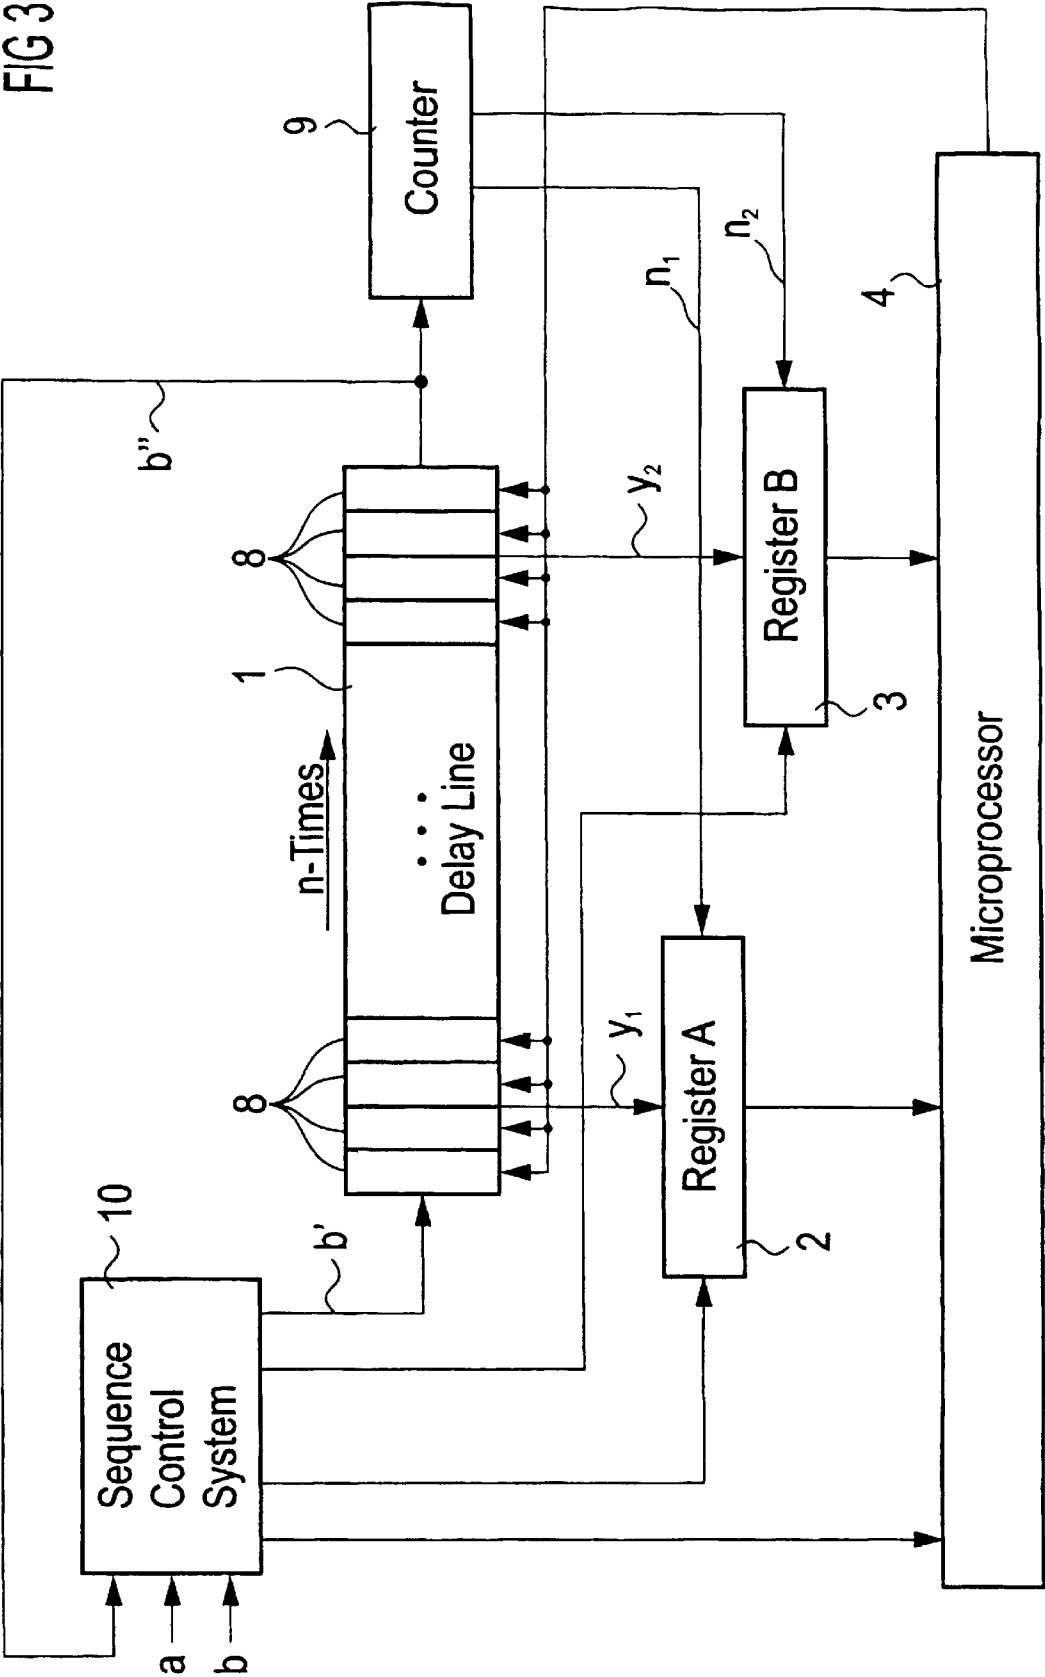 FIG 3
b"
10
Sequence
Control
System
a
b
b'
8
8
n-Times
1
• • •
Delay Line
9
Counter
y₁
y₂
n₁
n₂
Register A
2
Register B
3
4
Microprocessor